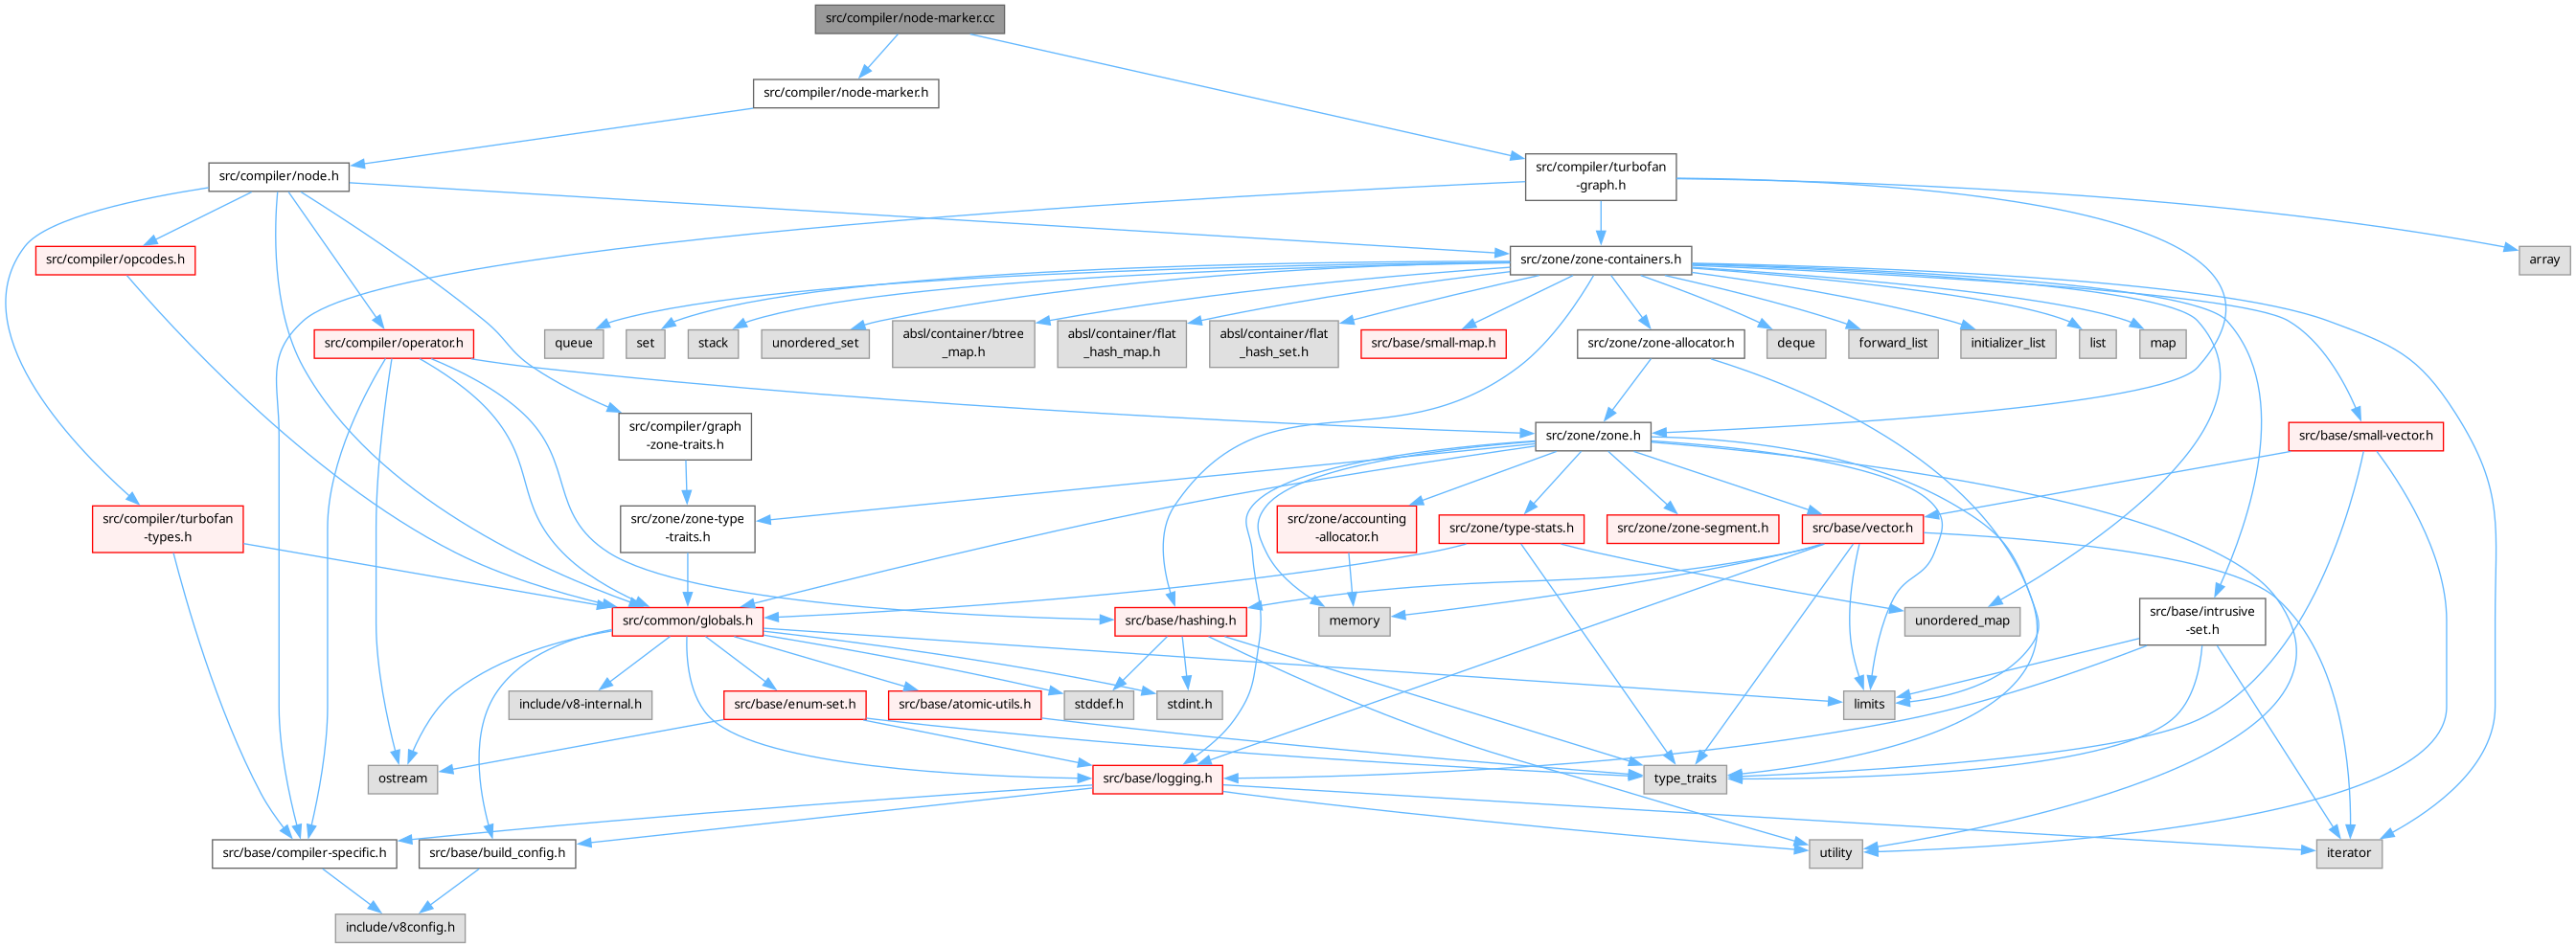 src/compiler/node-marker.cc
src/compiler/node-marker.h
src/compiler/node.h
src/compiler/turbofan
-graph.h
src/compiler/opcodes.h
src/zone/zone-containers.h
array
src/compiler/operator.h
queue
set
stack
unordered_set
absl/container/btree
_map.h
absl/container/flat
_hash_map.h
absl/container/flat
_hash_set.h
src/base/small-map.h
src/zone/zone-allocator.h
deque
forward_list
initializer_list
list
map
src/compiler/graph
-zone-traits.h
src/zone/zone.h
src/base/small-vector.h
src/compiler/turbofan
-types.h
src/zone/zone-type
-traits.h
src/zone/accounting
-allocator.h
src/zone/type-stats.h
src/zone/zone-segment.h
src/base/vector.h
src/common/globals.h
src/base/hashing.h
memory
unordered_map
src/base/intrusive
-set.h
include/v8-internal.h
src/base/enum-set.h
src/base/atomic-utils.h
stddef.h
stdint.h
limits
ostream
src/base/logging.h
type_traits
src/base/compiler-specific.h
src/base/build_config.h
utility
iterator
include/v8config.h